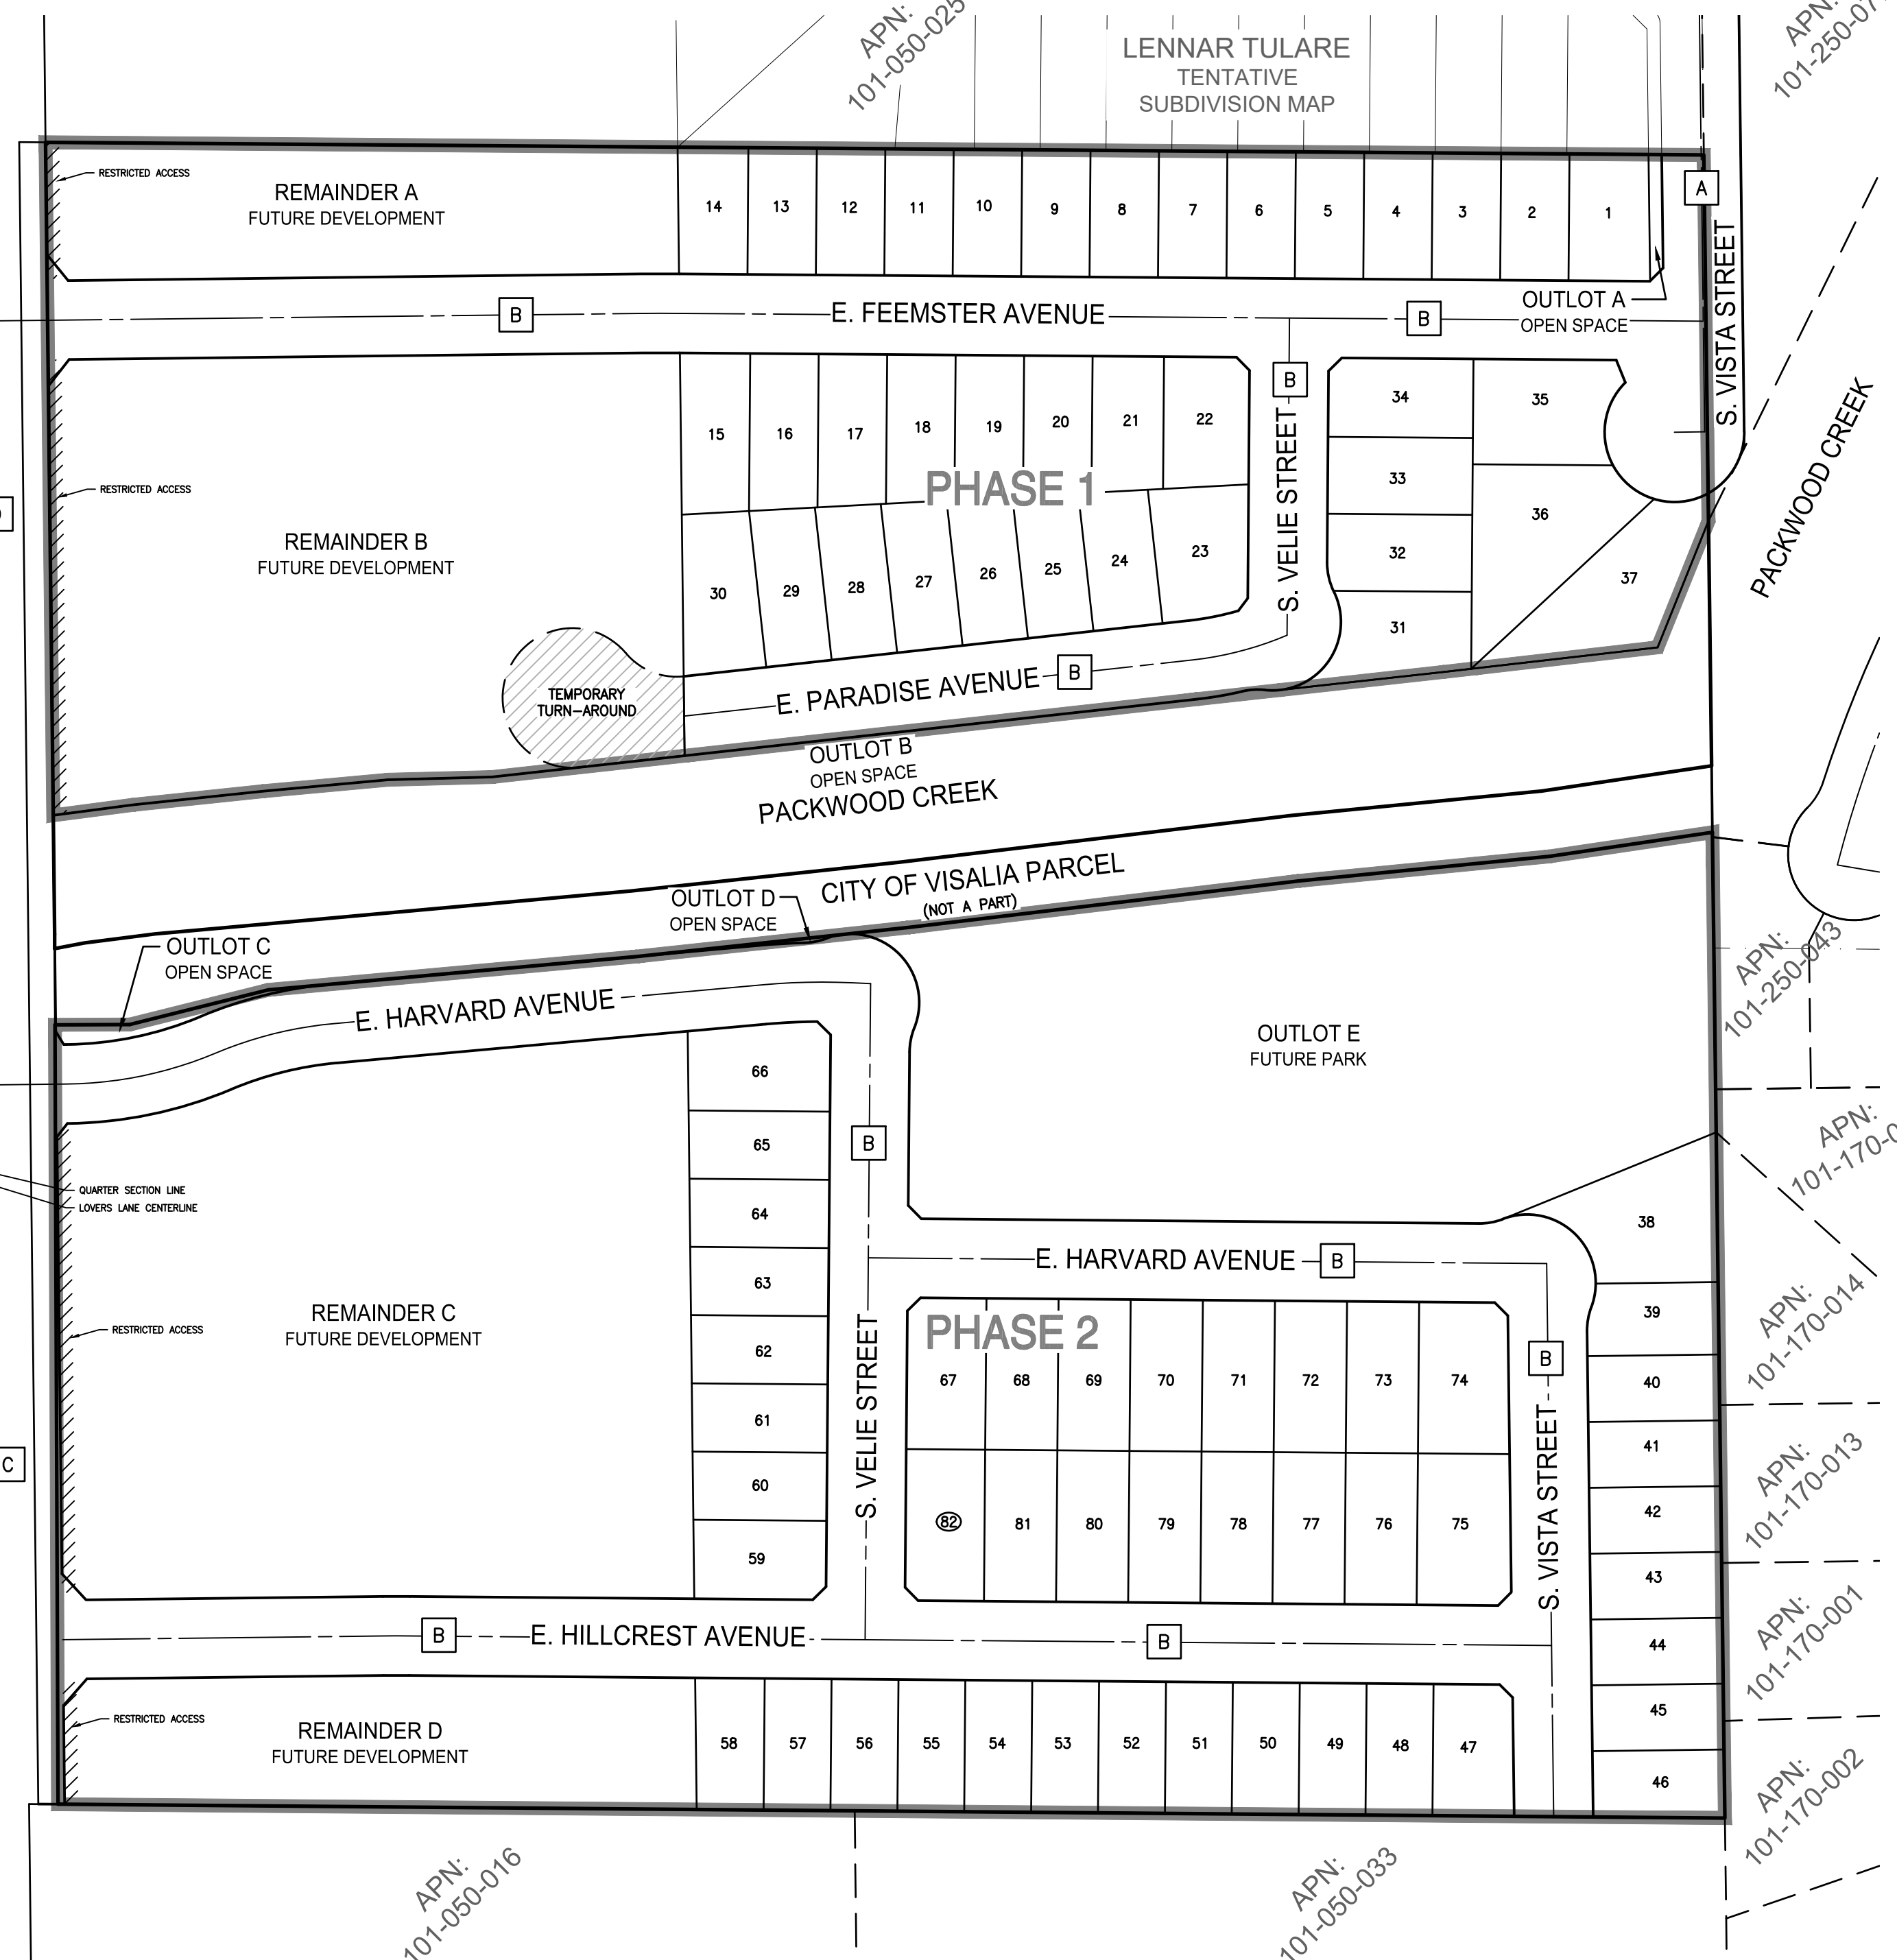 APN:
101-050-025
LENNAR TULARE
TENTATIVE
SUBDIVISION MAP
APN:
RESTRICTED ACCESS
REMAINDER A
FUTURE DEVELOPMENT
14
13
12
11
10
9
8
7
6
5
4
3
2
1
A
S. VISTA STREET
B
E. FEEMSTER AVENUE
B
OUTLOT A
OPEN SPACE
PACKWOOD CREEK
B
S. VELIE STREET
15
16
17
18
19
20
21
22
34
35
33
36
32
37
31
PHASE 1
RESTRICTED ACCESS
REMAINDER B
FUTURE DEVELOPMENT
30
29
28
27
26
25
24
23
TEMPORARY
TURN-AROUND
E. PARADISE AVENUE
B
OUTLOT B
OPEN SPACE
PACKWOOD CREEK
CITY OF VISALIA PARCEL
(NOT A PART)
OUTLOT D
OPEN SPACE
OUTLOT C
OPEN SPACE
E. HARVARD AVENUE
APN:
101-250-043
OUTLOT E
FUTURE PARK
66
65
64
63
62
61
60
59
B
S. VELIE STREET
APN:
QUARTER SECTION LINE
LOVERS LANE CENTERLINE
RESTRICTED ACCESS
REMAINDER C
FUTURE DEVELOPMENT
E. HARVARD AVENUE
B
PHASE 2
67
68
69
70
71
72
73
74
82
81
80
79
78
77
76
75
B
S. VISTA STREET
38
39
40
41
42
43
44
45
46
APN:
101-170-014
APN:
101-170-013
APN:
101-170-001
APN:
101-170-002
C
B
E. HILLCREST AVENUE
B
RESTRICTED ACCESS
REMAINDER D
FUTURE DEVELOPMENT
58
57
56
55
54
53
52
51
50
49
48
47
APN:
101-050-016
APN:
101-050-033